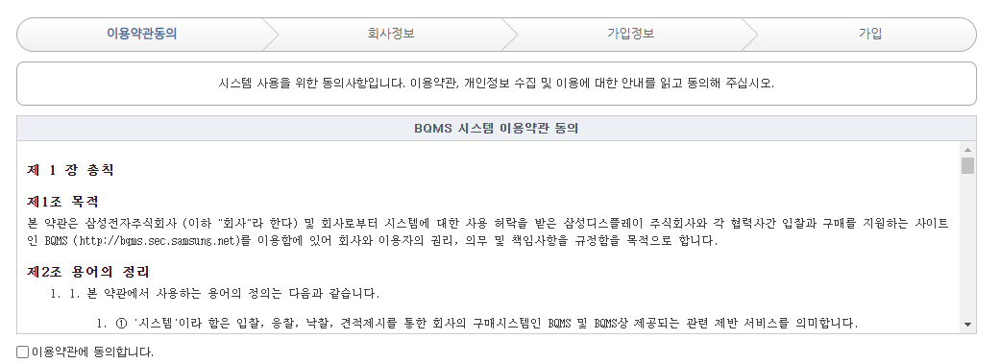 이용약관동의
회사정보
가입정보
가입
시스템 사용을 위한 동의사항입니다. 이용약관, 개인정보 수집 및 이용에 대한 안내를 읽고 동의해 주십시오.
BQMS 시스템 이용약관 동의
제 1 장 총칙
제1조 목적
본 약관은 삼성전자주식회사 (이하 "회사"라 한다) 및 회사로부터 시스템에 대한 사용 허락을 받은 삼성디스플레이 주식회사와 각 협력사간 입찰과 구매를 지원하는 사이트
인 BQMS (http://bqms.sec.samsung.net)를 이용함에 있어 회사와 이용자의 권리, 의무 및 책임사항을 규정함을 목적으로 합니다.
제2조 용어의 정리
1. 1. 본 약관에서 사용하는 용어의 정의는 다음과 같습니다.
1. ① '시스템'이라 함은 입찰, 응찰, 낙찰, 견적제시를 통한 회사의 구매시스템인 BQMS 및 BQMS상 제공되는 관련 제반 서비스를 의미합니다.
이용약관에 동의합니다.